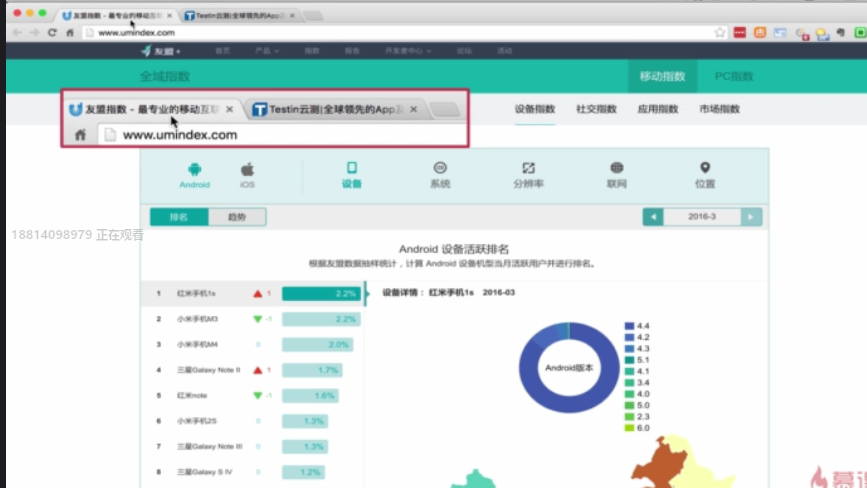 友盟指数 - 最专业的移动互联 Testin云测|全球领先的App
www.umindex.com
友盟+ 首页 产品 指数 报告 开发者中心 论坛 活动
全域指数 移动指数 PC指数
友盟指数 - 最专业的移动互联 Testin云测|全球领先的App及
www.umindex.com
设备指数 社交指数 应用指数 市场指数
Android iOS 设备 系统 分辨率 联网 位置
排名 趋势 2016-3
18814098979 正在观看
Android 设备活跃排名
根据友盟数据抽样统计，计算 Android 设备机型当月活跃用户并进行排名。
1 红米手机1s 1 2.2%
设备详情： 红米手机1s 2016-03
2 小米手机M3 -1 2.2%
3 小米手机M4 0 2.0%
4 三星Galaxy Note II 1 1.7%
5 红米note -1 1.6%
6 小米手机2S 0 1.3%
7 三星Galaxy Note III 0 1.3%
8 三星Galaxy S IV 0 1.2%
Android版本
4.4
4.2
4.3
5.1
4.1
3.4
4.0
5.0
2.3
6.0
慕课